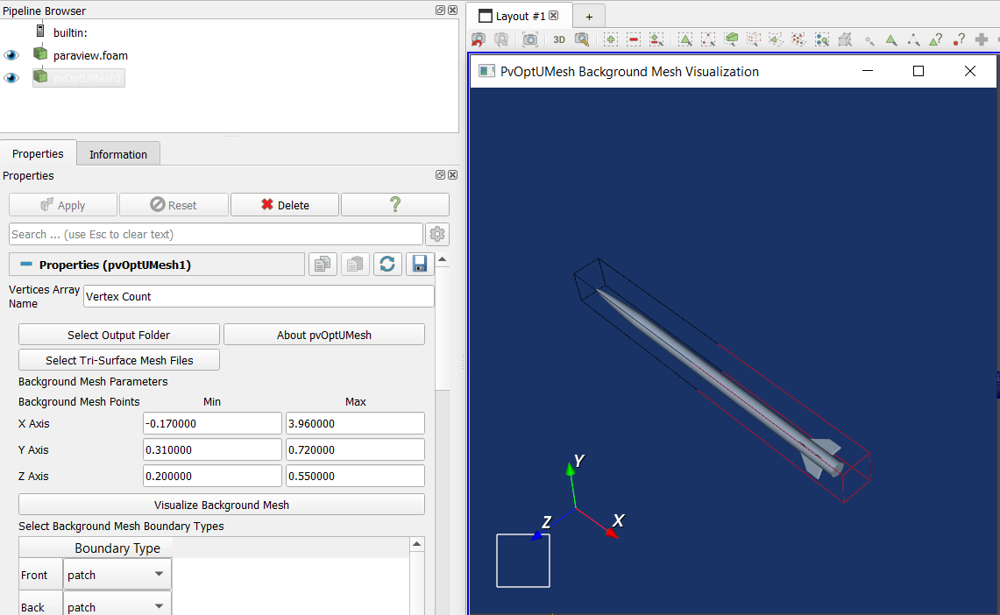 Pipeline Browser
builtin:
paraview.foam
pvOptUMesh1
Properties
Information
Properties
Apply
Reset
Delete
?
Search ... (use Esc to clear text)
Properties (pvOptUMesh1)
Vertices Array
Name
Vertex Count
Select Output Folder
About pvOptUMesh
Select Tri-Surface Mesh Files
Background Mesh Parameters
Background Mesh Points
Min
Max
X Axis
-0.170000
3.960000
Y Axis
0.310000
0.720000
Z Axis
0.200000
0.550000
Visualize Background Mesh
Select Background Mesh Boundary Types
Boundary Type
Front
patch
Back
patch
Layout #1
+
3D
PvOptUMesh Background Mesh Visualization
Y
Z
X